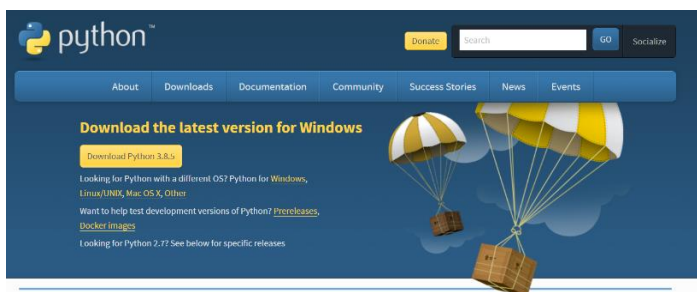 python™
Donate Search GO Socialize
About Downloads Documentation Community Success Stories News Events
Download the latest version for Windows
Download Python 3.8.5
Looking for Python with a different OS? Python for Windows,
Linux/UNIX, Mac OS X, Other
Want to help test development versions of Python? Prereleases,
Docker images
Looking for Python 2.7? See below for specific releases